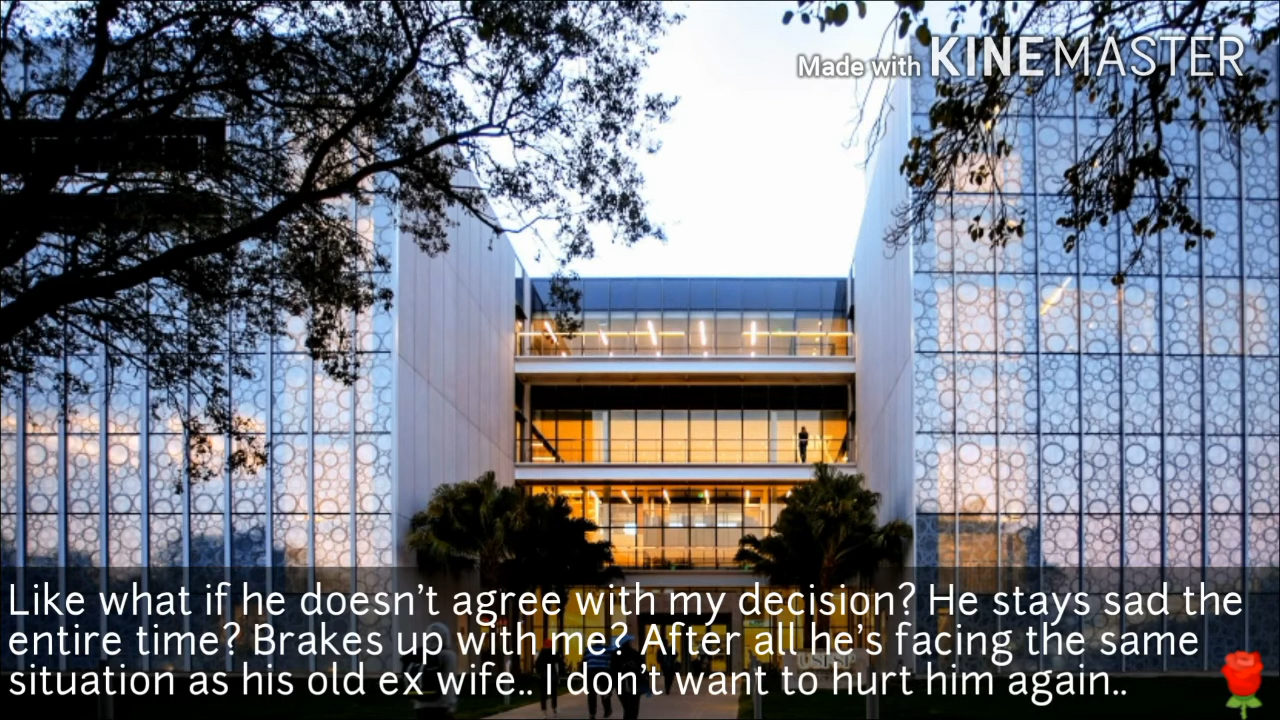 Made with KINEMASTER
Like what if he doesn't agree with my decision? He stays sad the
entire time? Brakes up with me? After all he's facing the same
situation as his old ex wife.. I don't want to hurt him again..